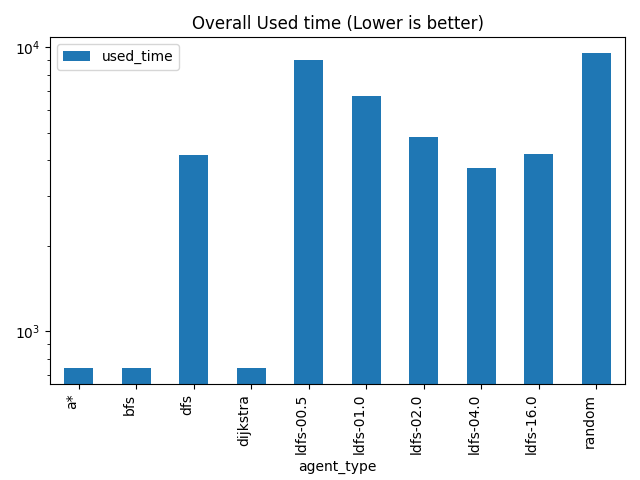 Overall Used time (Lower is better)
used_time
10^4
10^3
a*
bfs
dfs
dijkstra
ldfs-00.5
ldfs-01.0
ldfs-02.0
ldfs-04.0
ldfs-16.0
random
agent_type